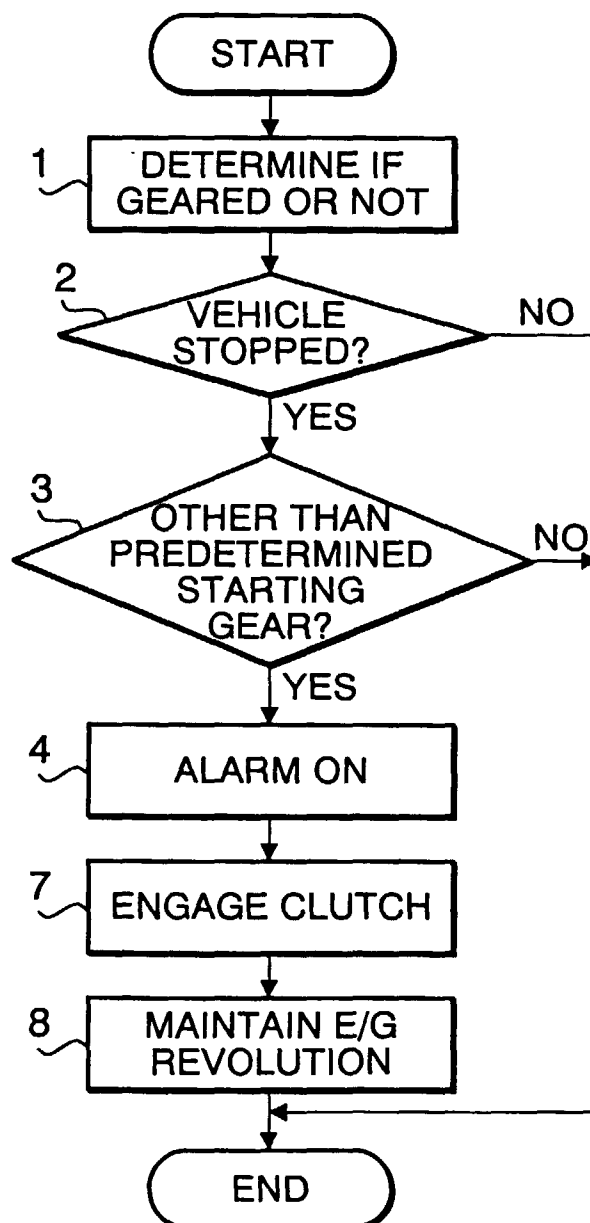 START
1
DETERMINE IF
GEARED OR NOT
2
VEHICLE
STOPPED?
NO
YES
3
OTHER THAN
PREDETERMINED
STARTING
GEAR?
NO
YES
4
ALARM ON
7
ENGAGE CLUTCH
8
MAINTAIN E/G
REVOLUTION
END